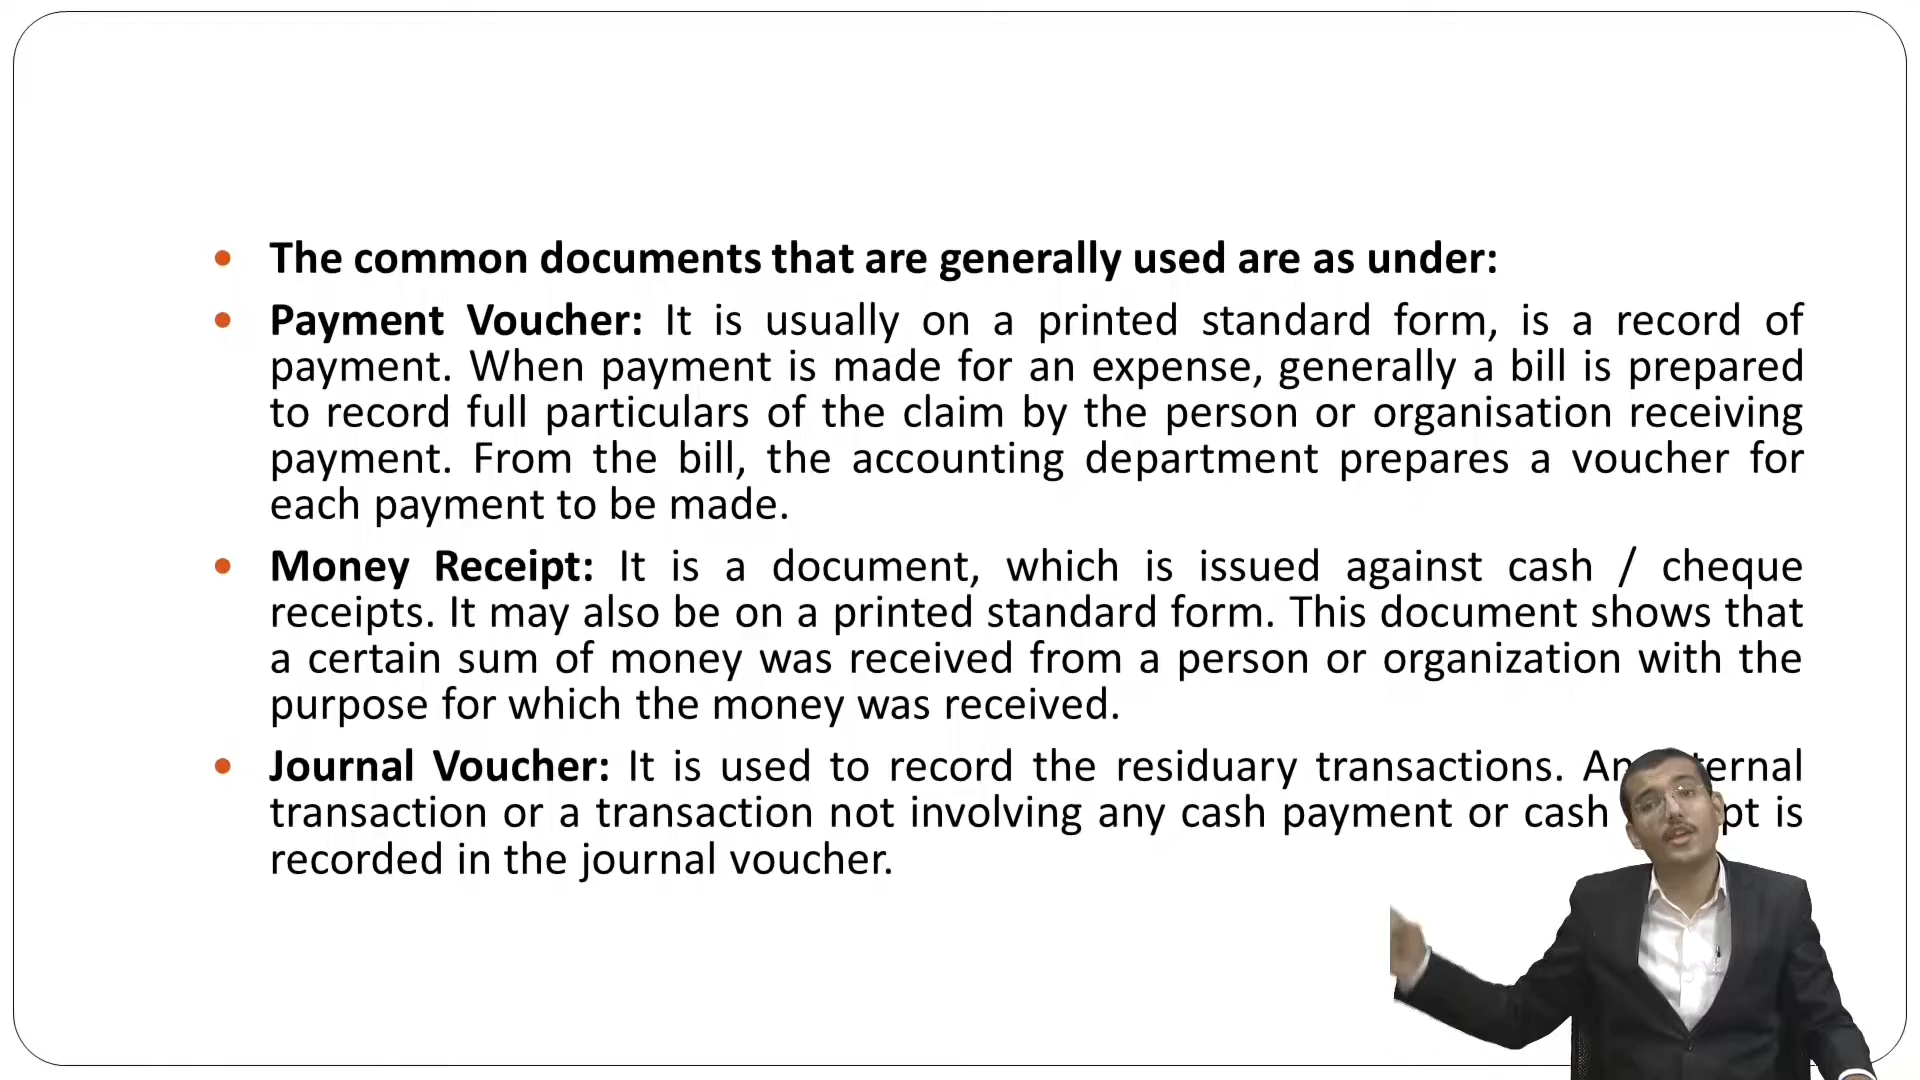 The common documents that are generally used are as under:
Payment Voucher: It is usually on a printed standard form, is a record of
payment. When payment is made for an expense, generally a bill is prepared
to record full particulars of the claim by the person or organisation receiving
payment. From the bill, the accounting department prepares a voucher for
each payment to be made.
Money Receipt: It is a document, which is issued against cash / cheque
receipts. It may also be on a printed standard form. This document shows that
a certain sum of money was received from a person or organization with the
purpose for which the money was received.
Journal Voucher: It is used to record the residuary transactions. An
transaction or a transaction not involving any cash payment or cash is
recorded in the journal voucher.